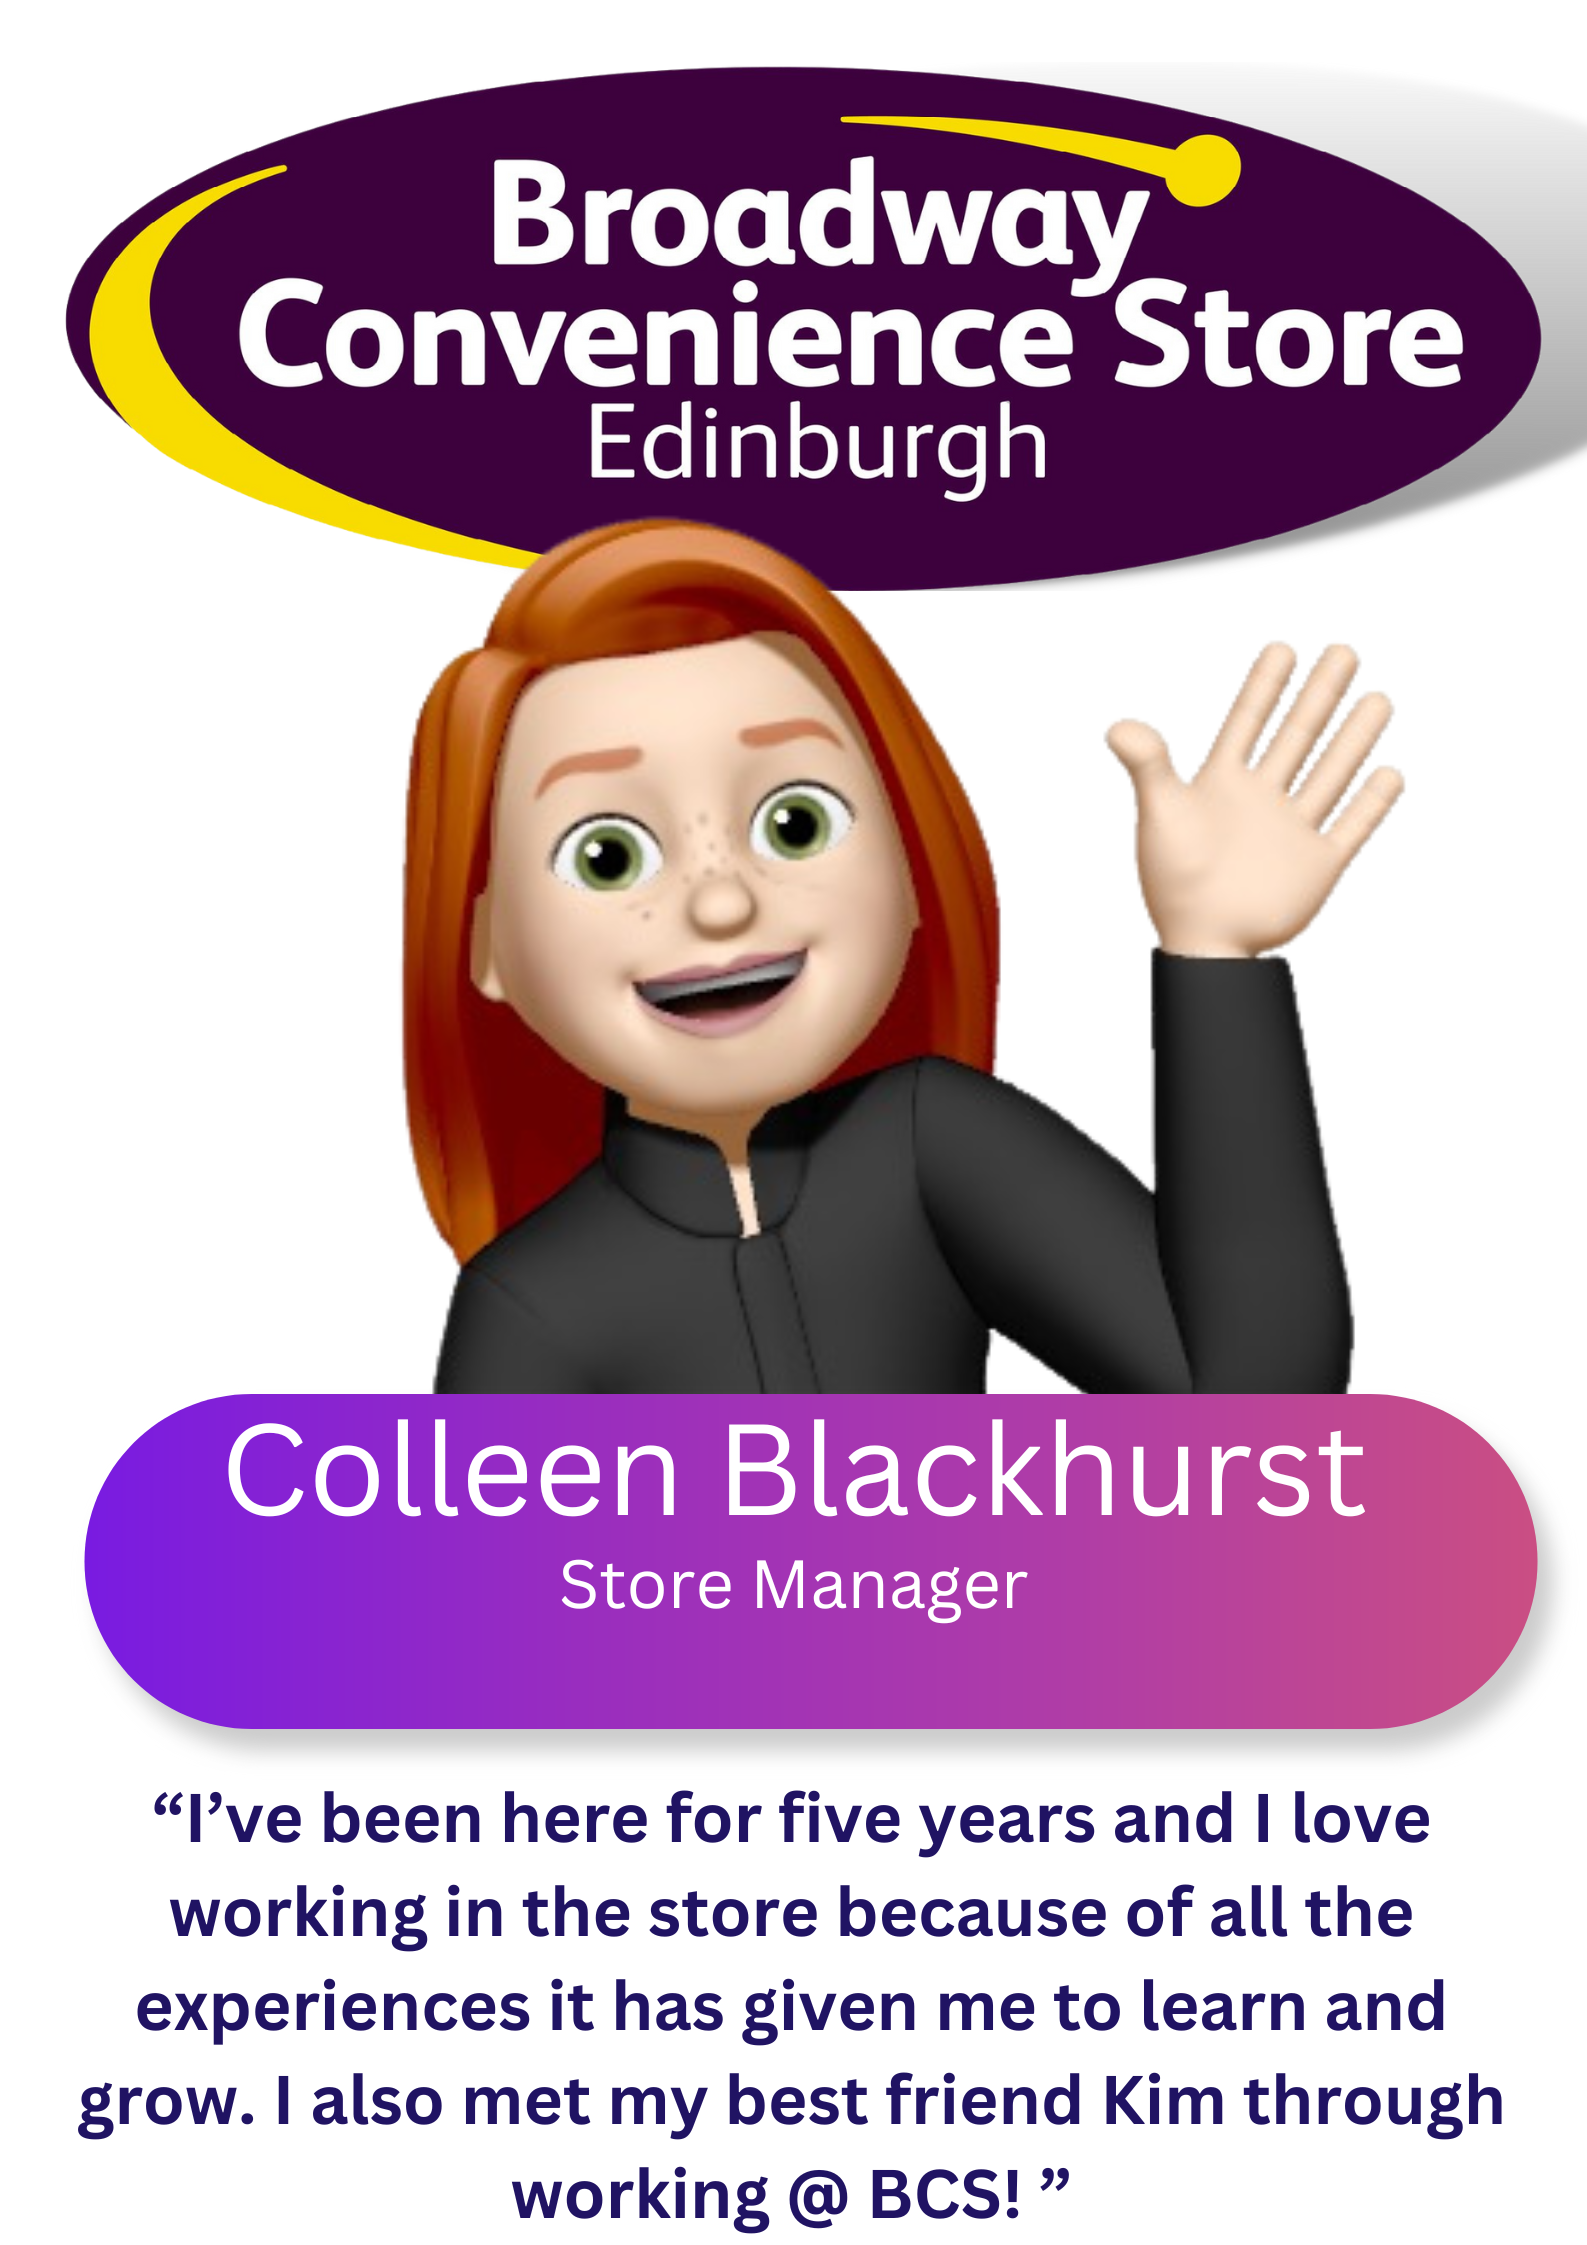 Broadway
Convenience Store
Edinburgh
Colleen Blackhurst
Store Manager
“I’ve been here for five years and I love
working in the store because of all the
experiences it has given me to learn and
grow. I also met my best friend Kim through
working @ BCS! ”